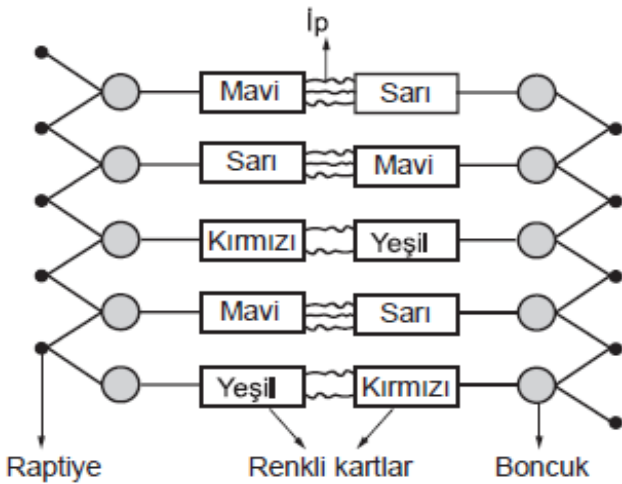 İp
Mavi Sarı
Sarı Mavi
Kırmızı Yeşil
Mavi Sarı
Yeşil Kırmızı
Raptiye Renkli kartlar Boncuk